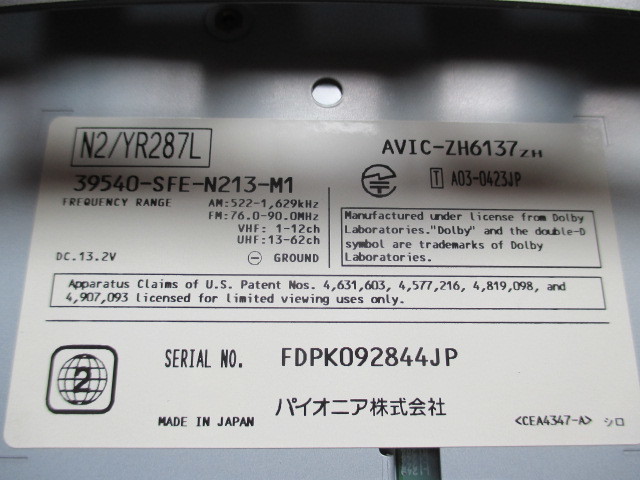 N2/YR287L
AVIC-ZH6137ZH
39540-SFE-N213-M1
T A03-0423JP
FREQUENCY RANGE AM:522-1,629kHz
FM:76.0-90.0MHz
VHF: 1-12ch
UHF:13-62ch
DC.13.2V
GROUND
Manufactured under license from Dolby
Laboratories."Dolby" and the double-D
symbol are trademarks of Dolby
Laboratories.
Apparatus Claims of U.S. Patent Nos. 4,631,603, 4,577,216, 4,819,098, and
4,907,093 licensed for limited viewing uses only.
2
SERIAL NO. FDPK092844JP
MADE IN JAPAN パイオニア株式会社
<CEA4347-A> シロ